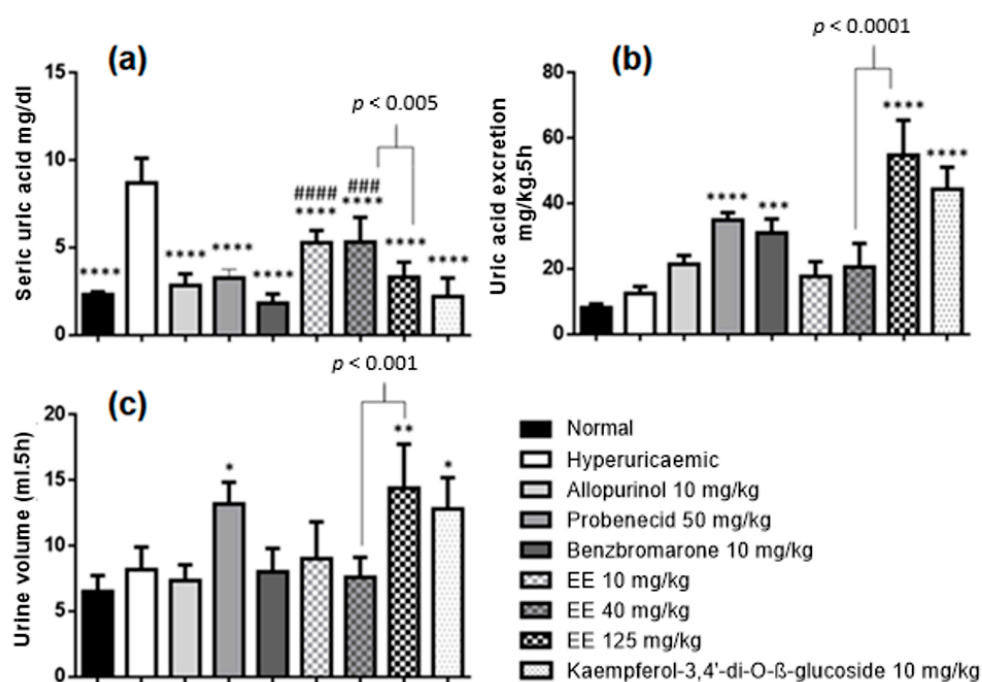 p < 0.0001
(a)
(b)
15
80
Seric uric acid mg/dl
p < 0.005
Uric acid excretion
mg/kg.5h
****
60
10
####
###
****
****
****
****
****
****
***
40
****
****
****
****
5
20
0
0
p < 0.001
(c)
20
Urine volume (ml.5h)
**
*
*
15
10
5
0
Normal
Hyperuricaemic
Allopurinol 10 mg/kg
Probenecid 50 mg/kg
Benzbromarone 10 mg/kg
EE 10 mg/kg
EE 40 mg/kg
EE 125 mg/kg
Kaempferol-3,4'-di-O-ß-glucoside 10 mg/kg